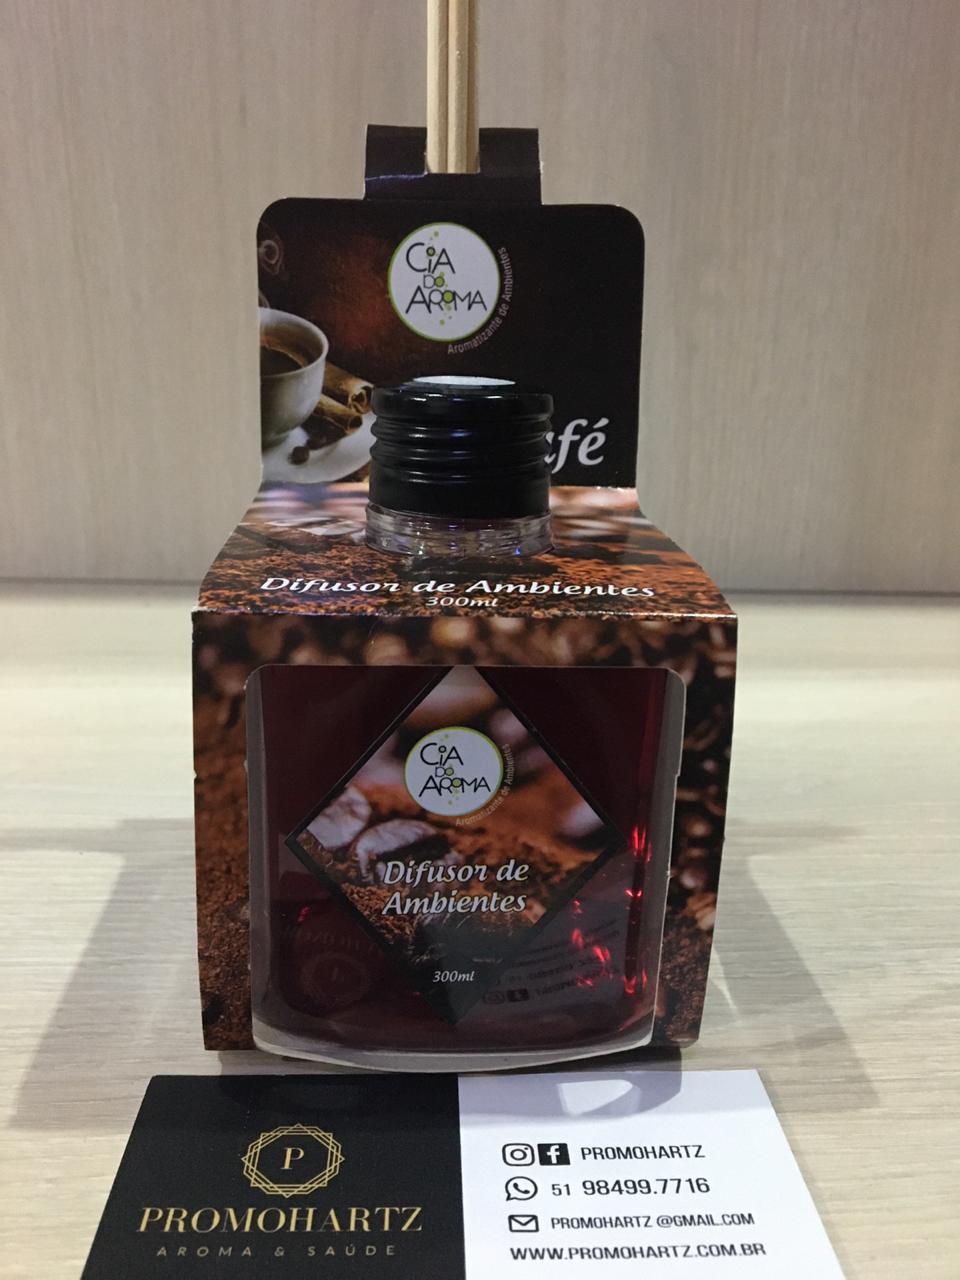 CiA
DO
AROMA
Aromatizante de Ambientes
afé
Difusor de Ambientes
300ml
CiA
DO
AROMA
Aromatizante de Ambientes
Difusor de
Ambientes
300ml
P
PROMOHARTZ
AROMA & SAÚDE
PROMOHARTZ
51 98499.7716
PROMOHARTZ @GMAIL.COM
WWW.PROMOHARTZ.COM.BR